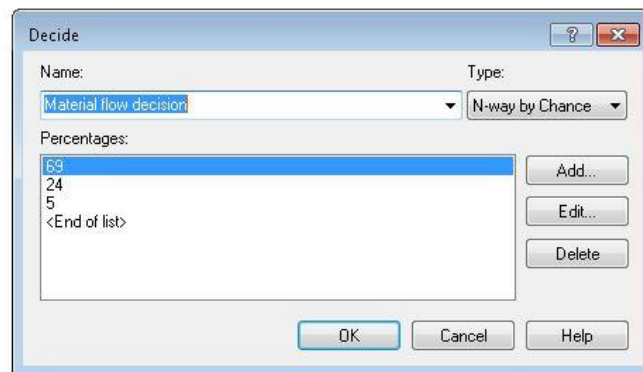 Decide
Name: Type:
Material flow decision N-way by Chance
Percentages:
69
24
5
<End of list>
Add...
Edit...
Delete
OK Cancel Help